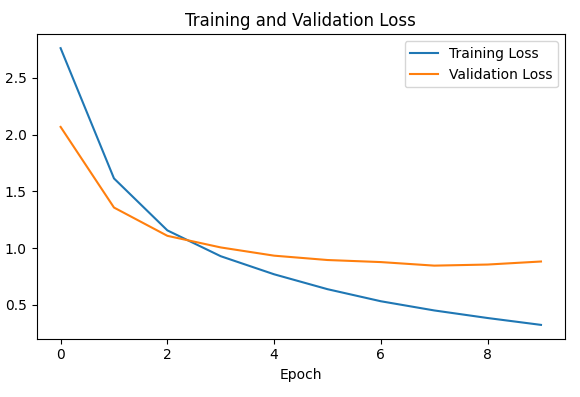 Training and Validation Loss
Training Loss
Validation Loss
2.5
2.0
1.5
1.0
0.5
0 2 4 6 8
Epoch